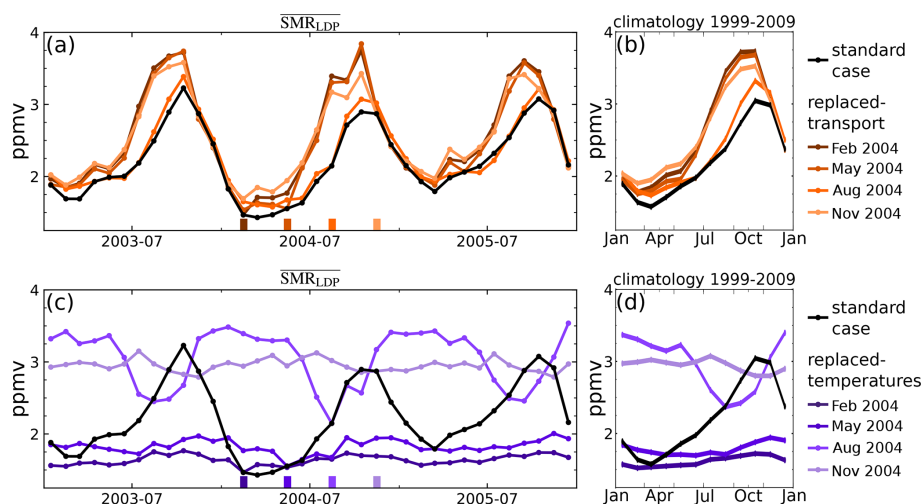 SMR_LDP
climatology 1999-2009
(a)
(b)
4
3
2
ppmv
2003-07
2004-07
2005-07
4
3
2
Jan
Apr
Jul
Oct
Jan
standard
case
replaced-
transport
Feb 2004
May 2004
Aug 2004
Nov 2004
SMR_LDP
climatology 1999-2009
(c)
(d)
4
3
2
ppmv
2003-07
2004-07
2005-07
4
3
2
Jan
Apr
Jul
Oct
Jan
standard
case
replaced-
temperatures
Feb 2004
May 2004
Aug 2004
Nov 2004